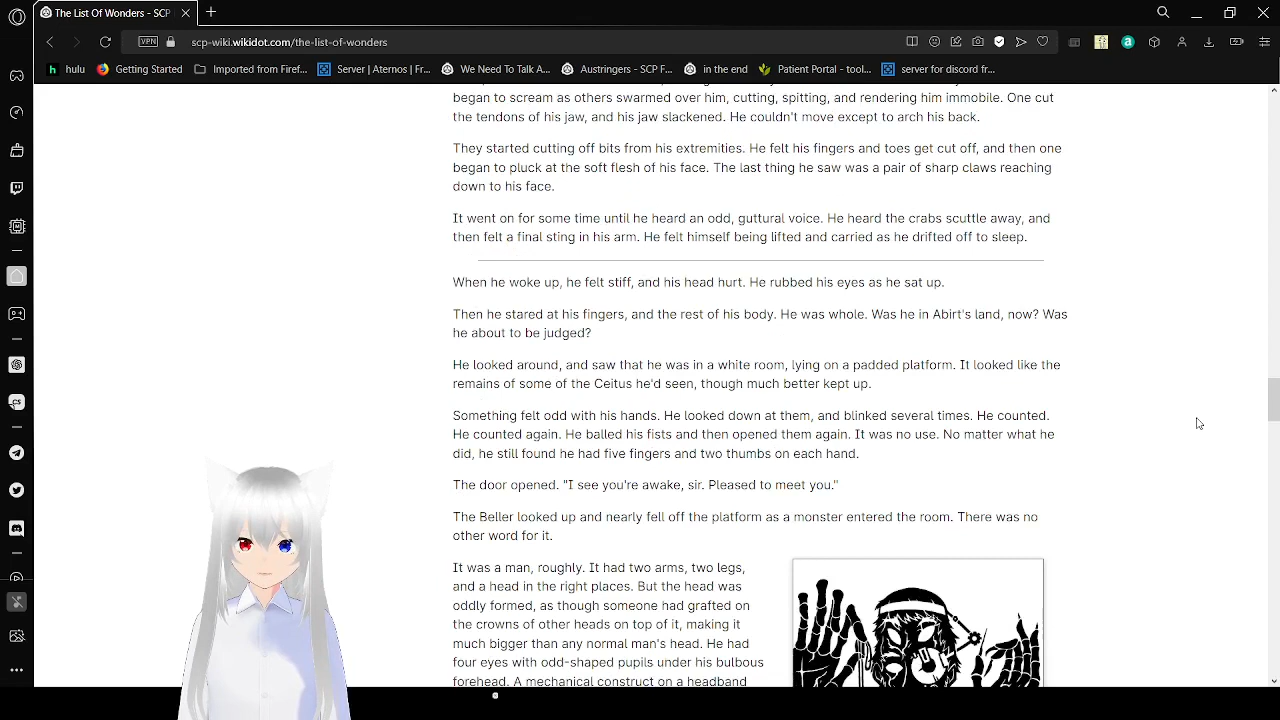 The List Of Wonders - SCP
VPN
scp-wiki.wikidot.com/the-list-of-wonders
hulu
Getting Started
Imported from Firef...
Server | Aternos | Fr...
We Need To Talk A...
Austringers - SCP F...
in the end
Patient Portal - tool...
server for discord fr...
began to scream as others swarmed over him, cutting, spitting, and rendering him immobile. One cut
the tendons of his jaw, and his jaw slackened. He couldn't move except to arch his back.
They started cutting off bits from his extremities. He felt his fingers and toes get cut off, and then one
began to pluck at the soft flesh of his face. The last thing he saw was a pair of sharp claws reaching
down to his face.
It went on for some time until he heard an odd, guttural voice. He heard the crabs scuttle away, and
then felt a final sting in his arm. He felt himself being lifted and carried as he drifted off to sleep.
When he woke up, he felt stiff, and his head hurt. He rubbed his eyes as he sat up.
Then he stared at his fingers, and the rest of his body. He was whole. Was he in Abirt's land, now? Was
he about to be judged?
He looked around, and saw that he was in a white room, lying on a padded platform. It looked like the
remains of some of the Ceitus he'd seen, though much better kept up.
Something felt odd with his hands. He looked down at them, and blinked several times. He counted.
He counted again. He balled his fists and then opened them again. It was no use. No matter what he
did, he still found he had five fingers and two thumbs on each hand.
The door opened. "I see you're awake, sir. Pleased to meet you."
The Beller looked up and nearly fell off the platform as a monster entered the room. There was no
other word for it.
It was a man, roughly. It had two arms, two legs,
and a head in the right places. But the head was
oddly formed, as though someone had grafted on
the crowns of other heads on top of it, making it
much bigger than any normal man's head. He had
four eyes with odd-shaped pupils under his bulbous
forehead. A mechanical construct on a headband